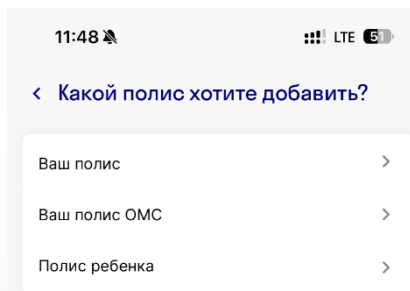 11:48 LTE 51
Какой полис хотите добавить?
Ваш полис
Ваш полис ОМС
Полис ребенка